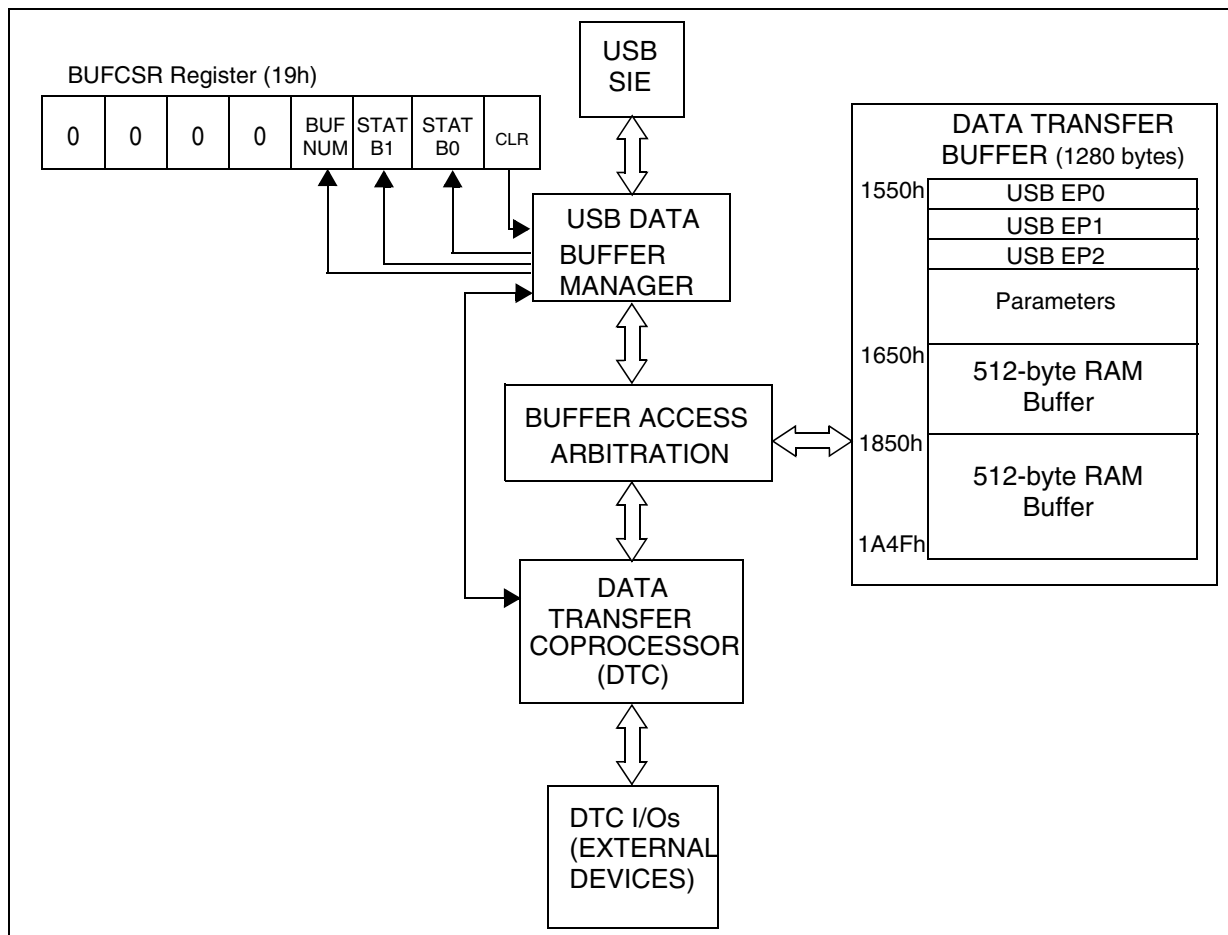 USB
SIE
BUFCSR Register (19h)
0 0 0 0 BUF NUM STAT B1 STAT B0 CLR
USB DATA
BUFFER
MANAGER
BUFFER ACCESS
ARBITRATION
DATA
TRANSFER
COPROCESSOR
(DTC)
DTC I/Os
(EXTERNAL
DEVICES)
DATA TRANSFER
BUFFER (1280 bytes)
1550h
USB EP0
USB EP1
USB EP2
Parameters
1650h
512-byte RAM
Buffer
1850h
512-byte RAM
Buffer
1A4Fh